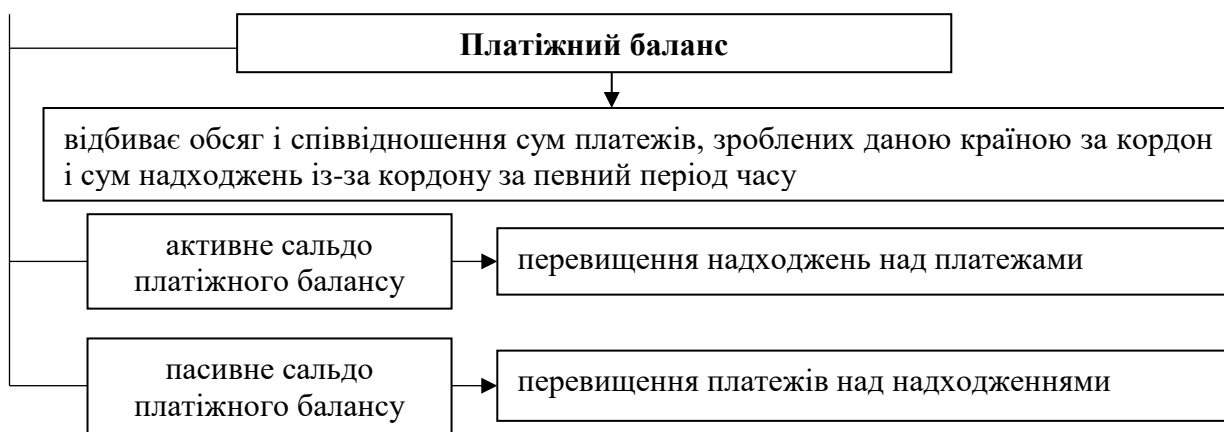 Платіжний баланс
відбиває обсяг і співвідношення сум платежів, зроблених даною країною за кордон
і сум надходжень із-за кордону за певний період часу
активне сальдо
платіжного балансу
перевищення надходжень над платежами
пасивне сальдо
платіжного балансу
перевищення платежів над надходженнями